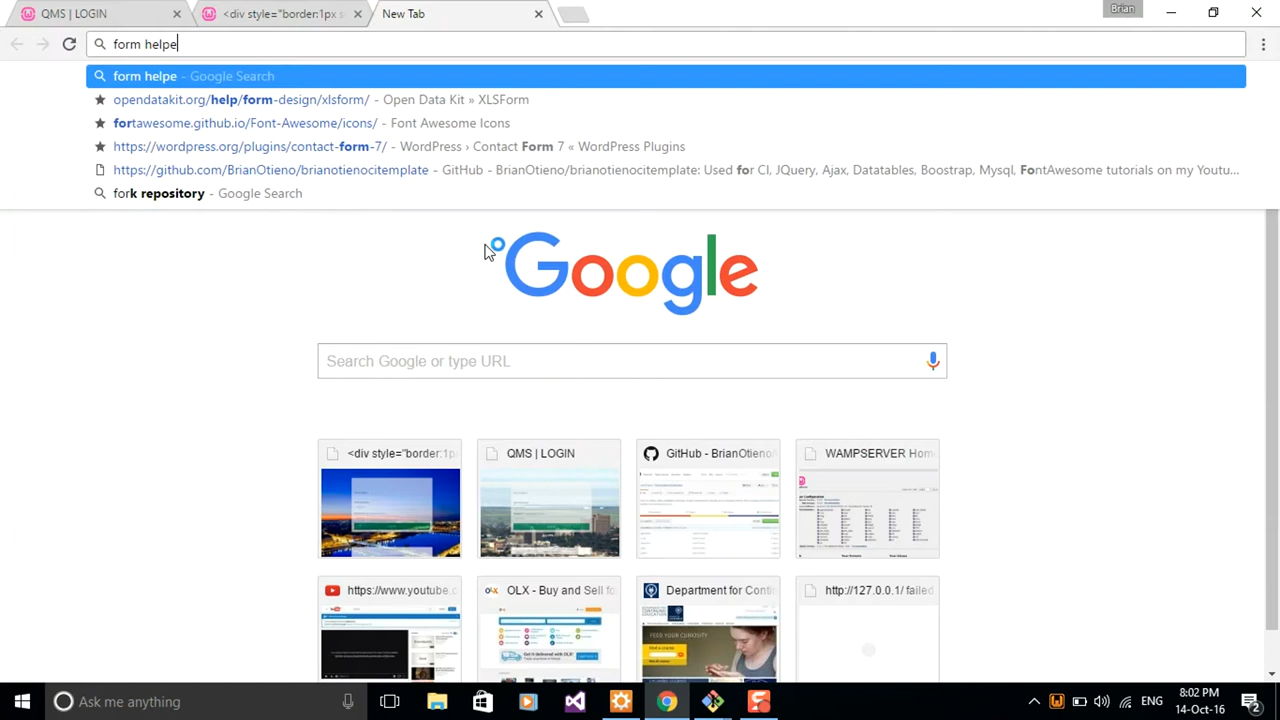 QMS | LOGIN
<div style="border:1px s
New Tab
Brian
form helpe
form helpe - Google Search
opendatakit.org/help/form-design/xlsform/ - Open Data Kit » XLSForm
fortawesome.github.io/Font-Awesome/icons/ - Font Awesome Icons
https://wordpress.org/plugins/contact-form-7/ - WordPress › Contact Form 7 « WordPress Plugins
https://github.com/BrianOtieno/brianotienocitemplate - GitHub - BrianOtieno/brianotienocitemplate: Used for CI, JQuery, Ajax, Datatables, Boostrap, Mysql, FontAwesome tutorials on my Youtu...
fork repository - Google Search
Google
Search Google or type URL
<div style="border:1p
QMS | LOGIN
GitHub - BrianOtieno/
WAMPSERVER Hom
https://www.youtube.c
OLX - Buy and Sell fo
Department for Conti
http://127.0.0.1/ failed
FEED YOUR CURIOSITY
Ask me anything
ENG
8:02 PM
14-Oct-16
2